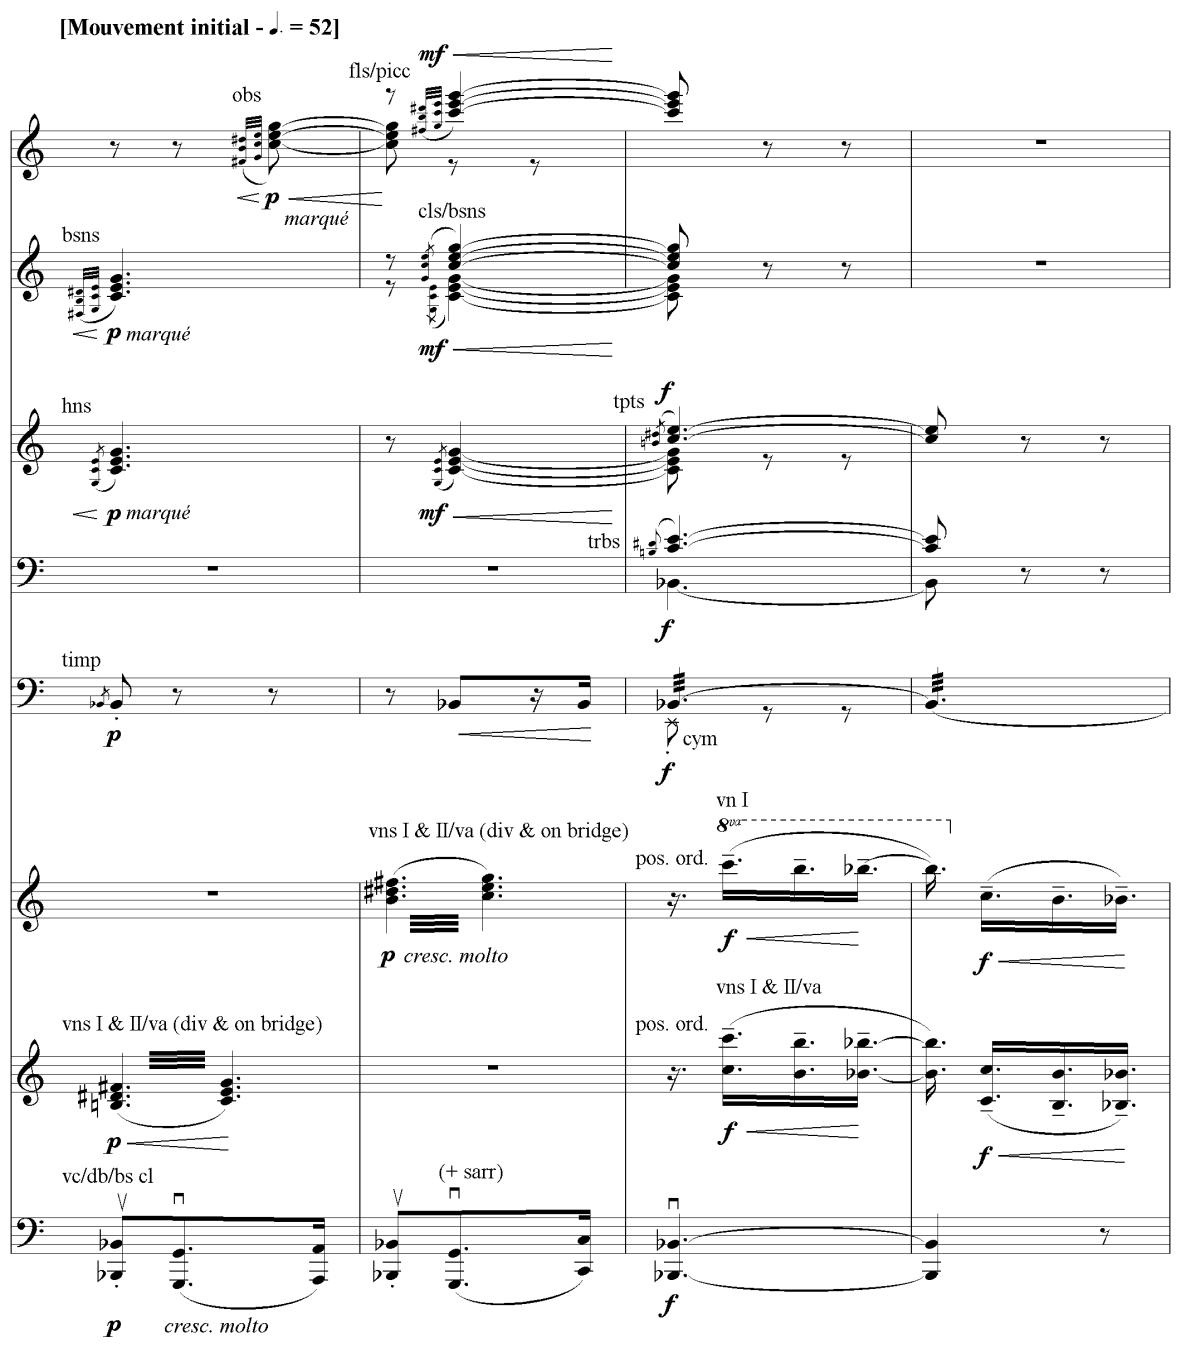 [Mouvement initial - ♩. = 52]
mf
fls/picc
obs
p
marqué
cls/bsns
bsns
p marqué
mf
f
hns
tpts
p marqué
mf
trbs
f
timp
p
cym
f
vn I
8va
vns I & II/va (div & on bridge)
pos. ord.
p cresc. molto
f
f
vns I & II/va
vns I & II/va (div & on bridge)
pos. ord.
p
f
f
vc/db/bs cl
(+ sarr)
p
cresc. molto
f